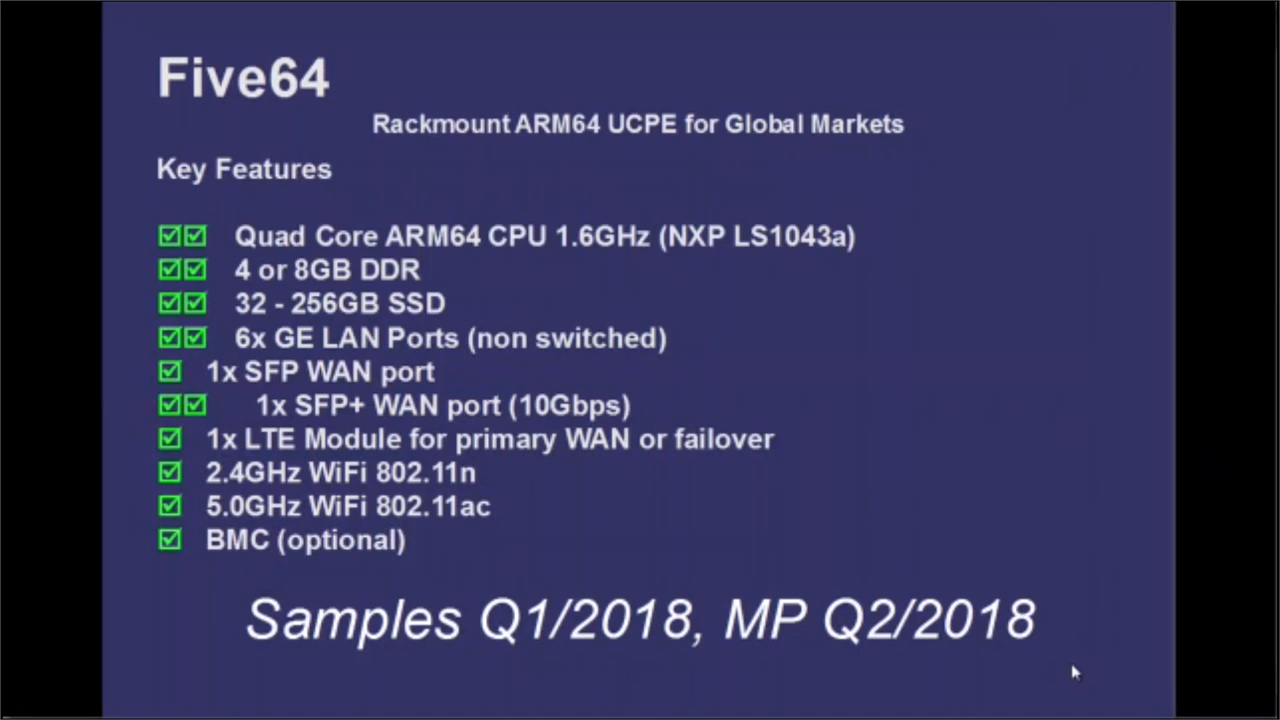 Five64
Rackmount ARM64 UCPE for Global Markets
Key Features
☑☑ Quad Core ARM64 CPU 1.6GHz (NXP LS1043a)
☑☑ 4 or 8GB DDR
☑☑ 32 - 256GB SSD
☑☑ 6x GE LAN Ports (non switched)
☑ 1x SFP WAN port
☑☑ 1x SFP+ WAN port (10Gbps)
☑ 1x LTE Module for primary WAN or failover
☑ 2.4GHz WiFi 802.11n
☑ 5.0GHz WiFi 802.11ac
☑ BMC (optional)
Samples Q1/2018, MP Q2/2018